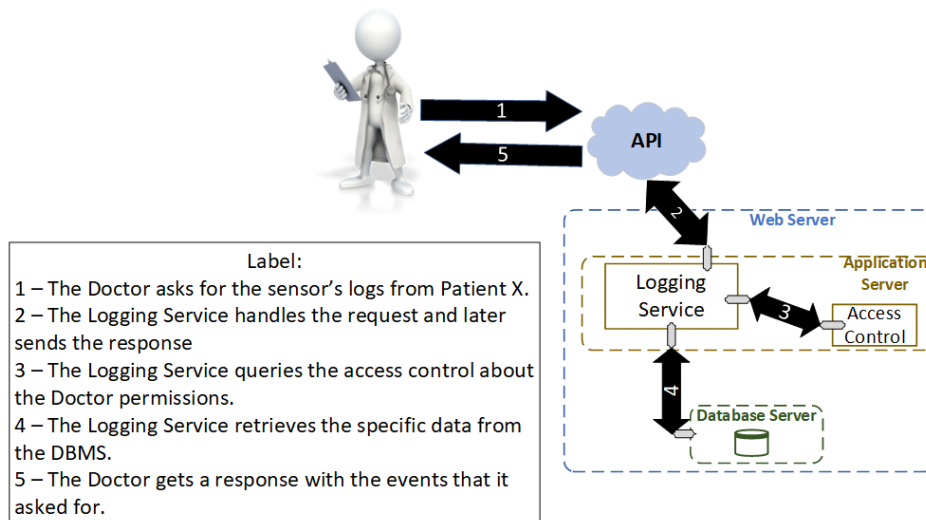 1
5
API
2
Web Server
Application
Server
Logging
Service
3
Access
Control
4
Database Server
Label:
1 – The Doctor asks for the sensor's logs from Patient X.
2 – The Logging Service handles the request and later
sends the response
3 – The Logging Service queries the access control about
the Doctor permissions.
4 – The Logging Service retrieves the specific data from
the DBMS.
5 – The Doctor gets a response with the events that it
asked for.